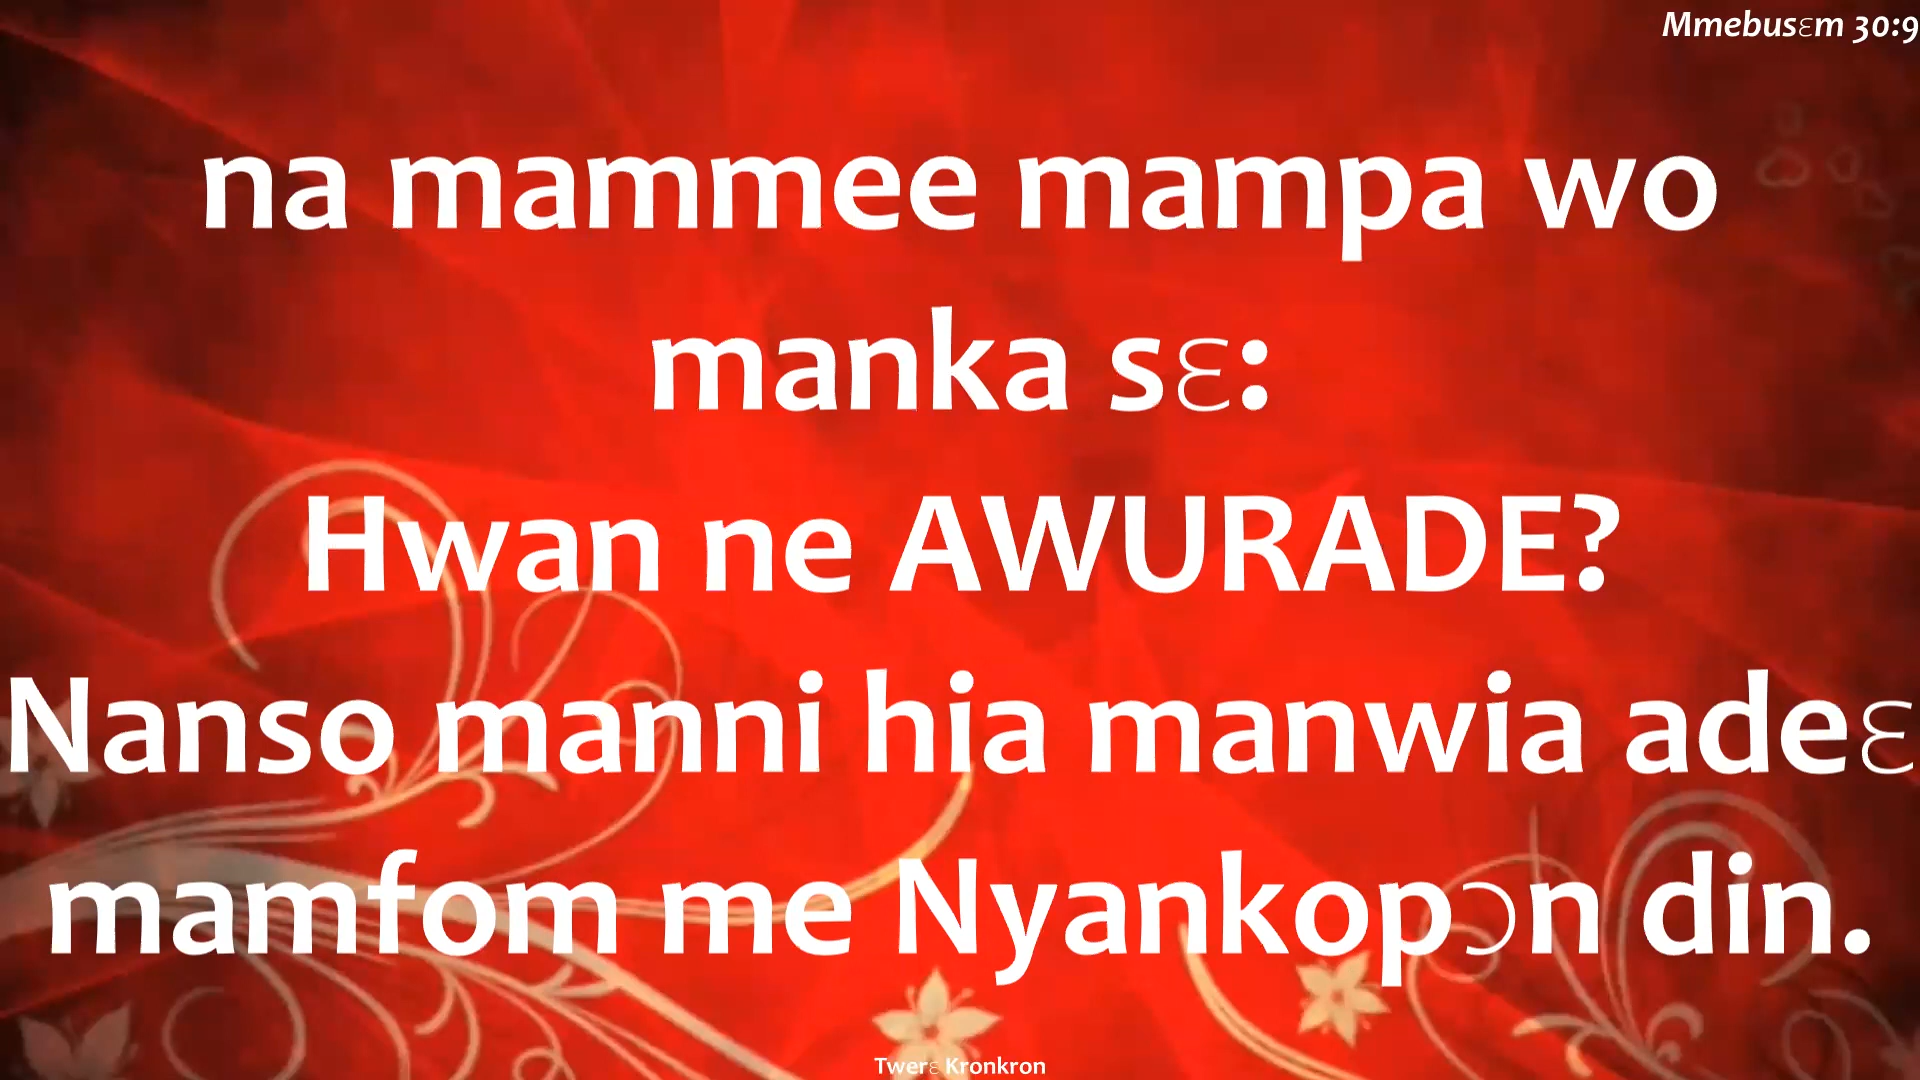 Mmebusɛm 30:9
na mammee mampa wo
manka sɛ:
Hwan ne AWURADE?
Nanso manni hia manwia adeɛ
mamfom me Nyankopɔn din.
Twerɛ Kronkron